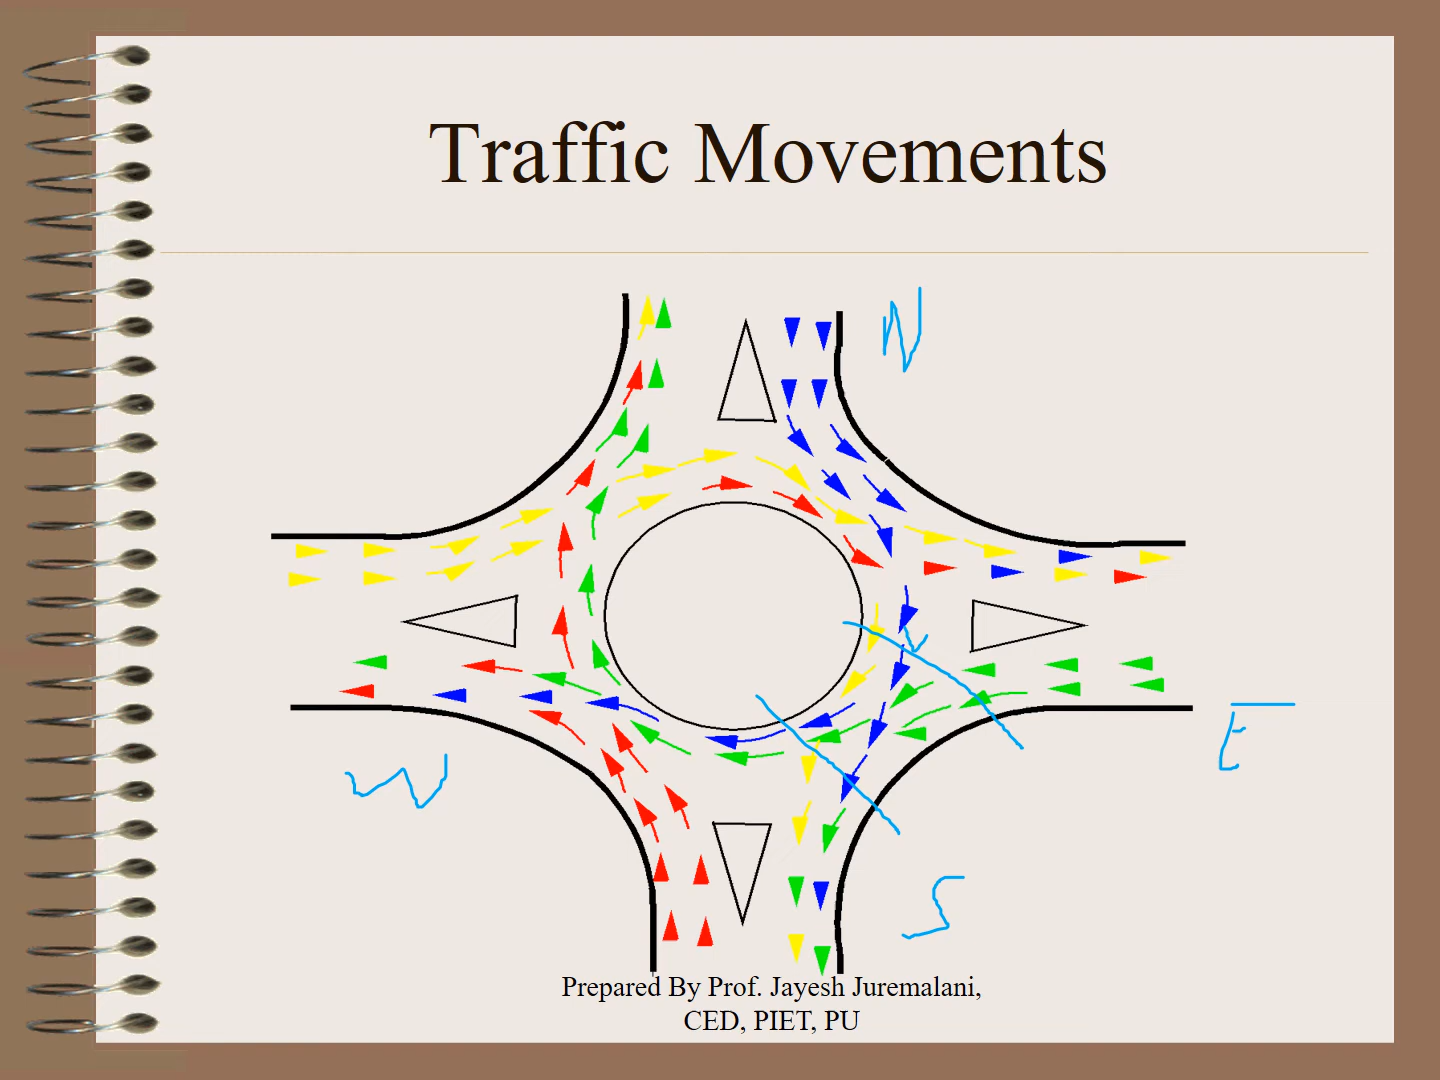 Traffic Movements
N
E
W
S
Prepared By Prof. Jayesh Juremalani,
CED, PIET, PU